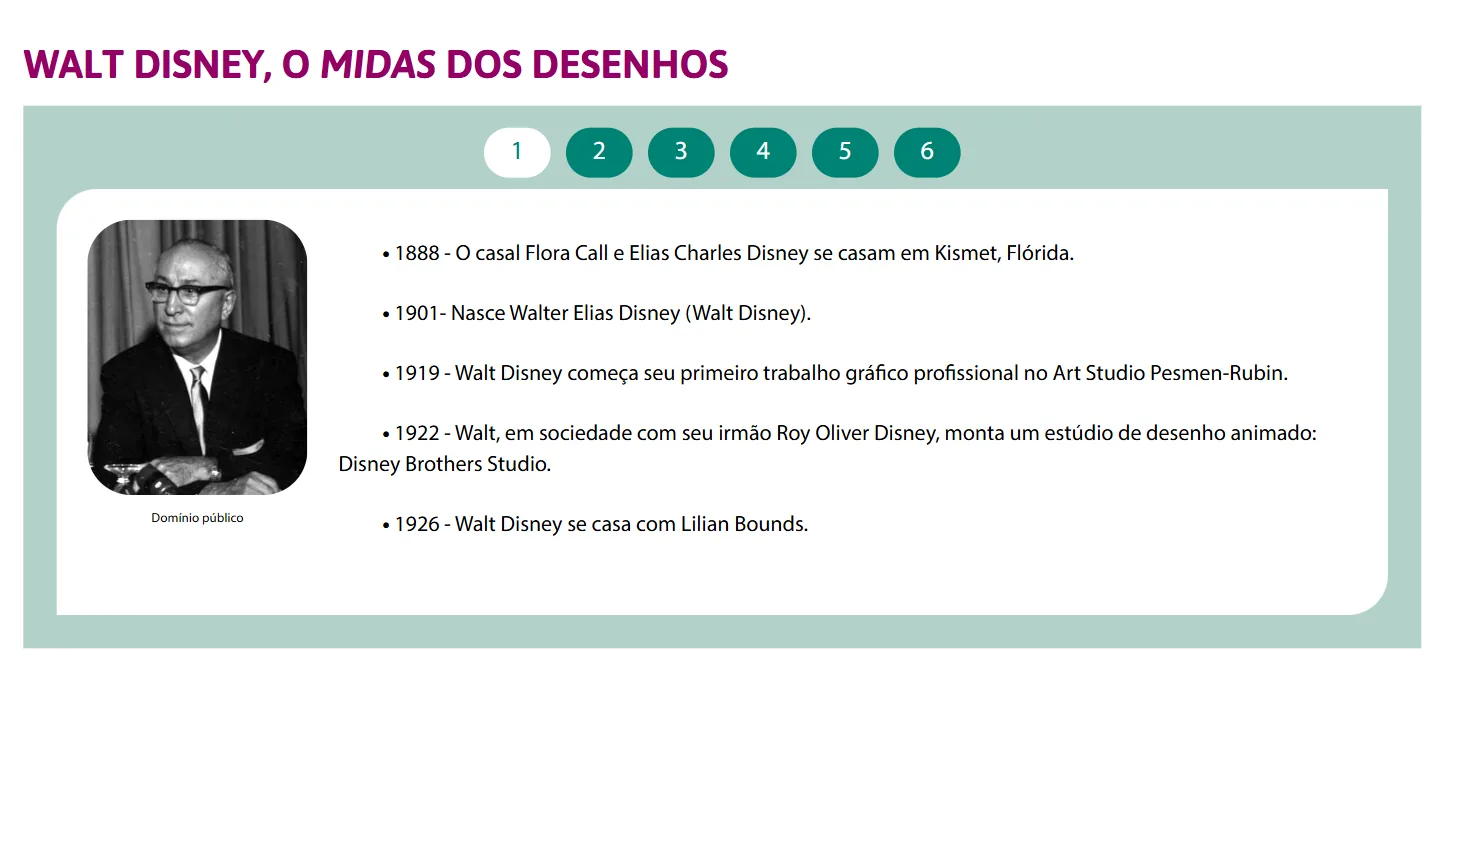 WALT DISNEY, O MIDAS DOS DESENHOS
1 2 3 4 5 6
• 1888 - O casal Flora Call e Elias Charles Disney se casam em Kismet, Flórida.
• 1901- Nasce Walter Elias Disney (Walt Disney).
• 1919 - Walt Disney começa seu primeiro trabalho gráfico profissional no Art Studio Pesmen-Rubin.
• 1922 - Walt, em sociedade com seu irmão Roy Oliver Disney, monta um estúdio de desenho animado:
Disney Brothers Studio.
• 1926 - Walt Disney se casa com Lilian Bounds.
Domínio público